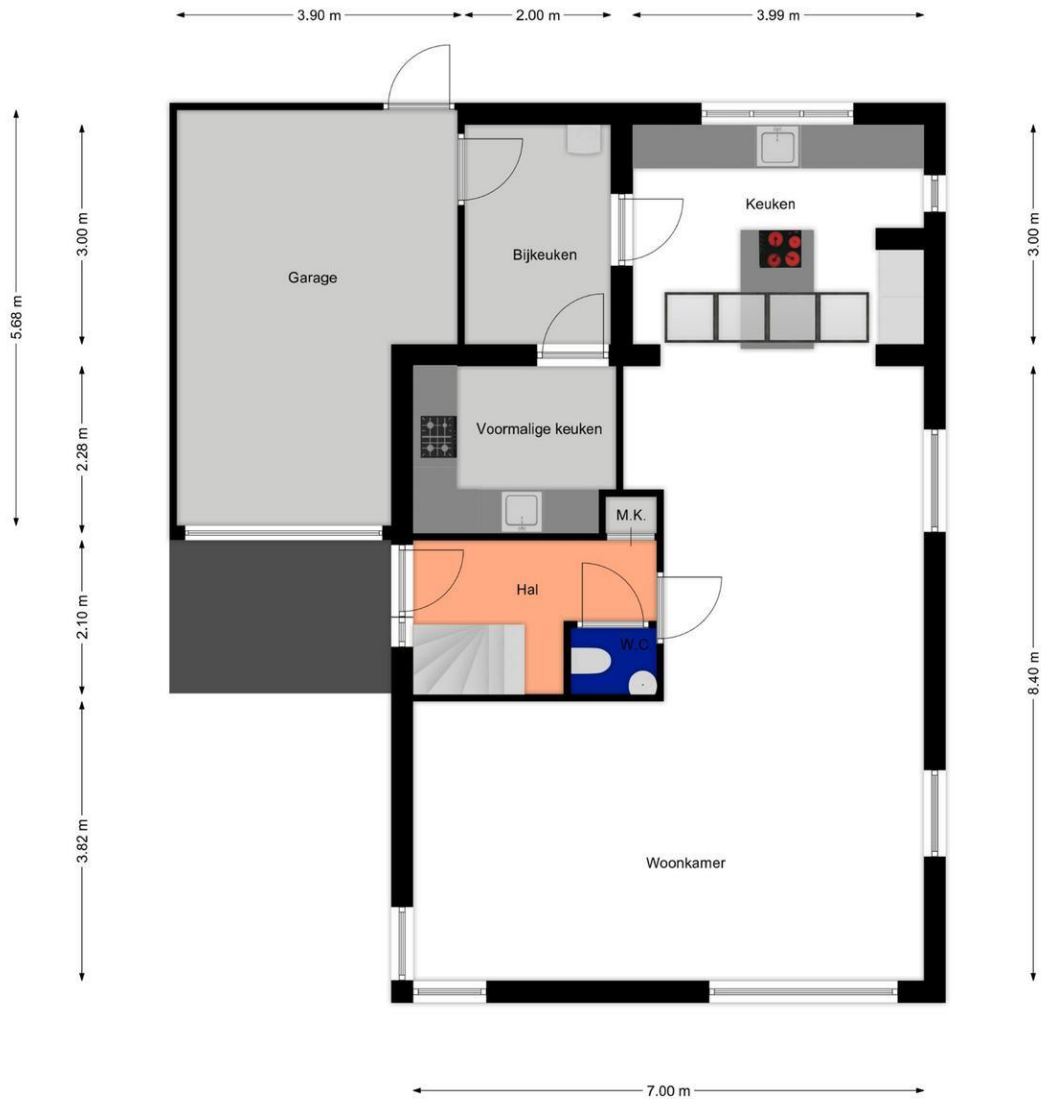 3.90 m 2.00 m 3.99 m
3.00 m
3.00 m
5.68 m
Keuken
Bijkeuken
Garage
2.28 m
Voormalige keuken
M.K.
Hal
2.10 m
W.C.
8.40 m
3.82 m
Woonkamer
7.00 m